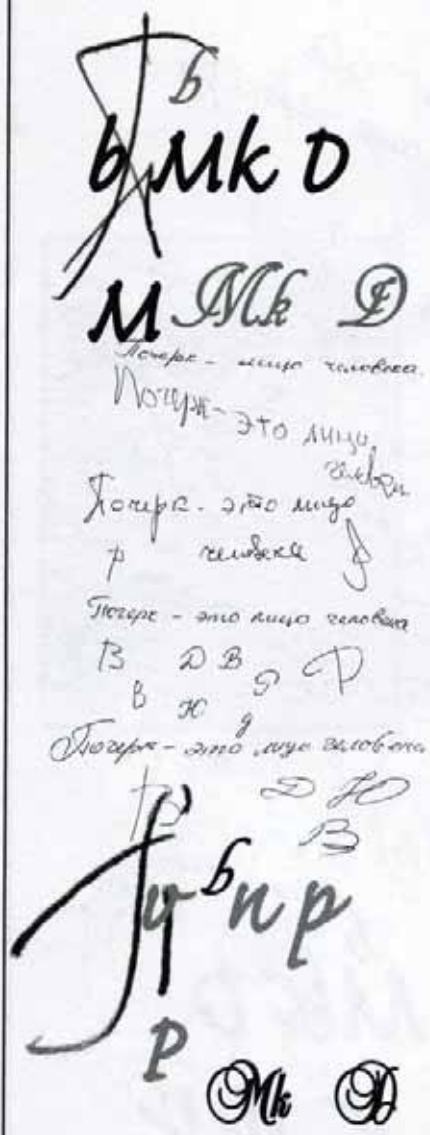 b
b Mk D
М Mk D
Почерк - лицо человека.
Почерк - это лицо
человека
Почерк - это лицо
р человека
Почерк - это лицо человека
В Д В Я Ф
в Ю д
Почерк - это лицо человека
В Д Ю
В
v b n p
p
Mk D